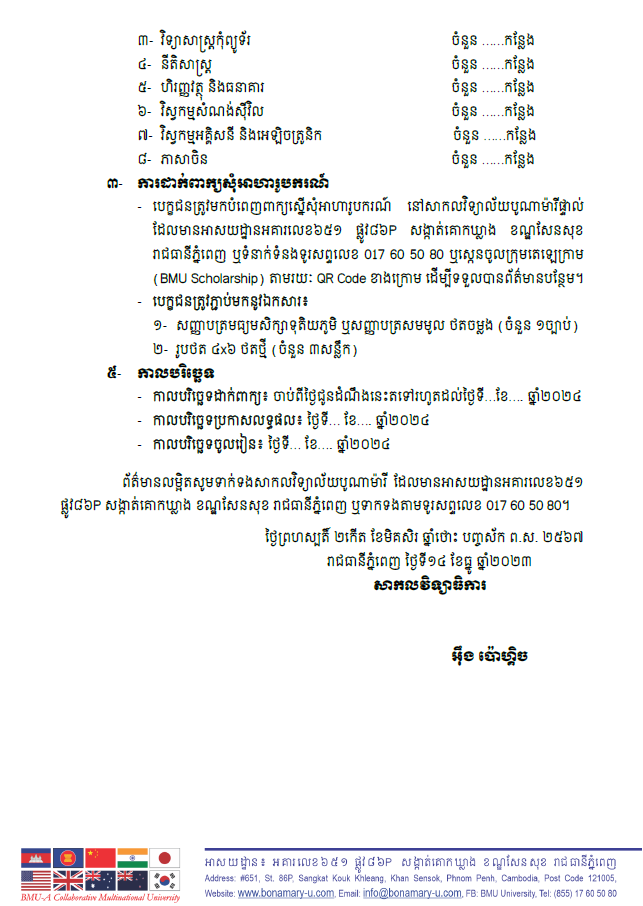 ៣- វិទ្យាសាស្ត្រកុំព្យូទ័រ ចំនួន ……កន្លែង
៤- នីតិសាស្ត្រ ចំនួន ……កន្លែង
៥- ហិរញ្ញវត្ថុ និងធនាគារ ចំនួន ……កន្លែង
៦- វិស្វកម្មសំណង់ស៊ីវិល ចំនួន ……កន្លែង
៧- វិស្វកម្មអគ្គិសនី និងអេឡិចត្រូនិក ចំនួន ……កន្លែង
៨- ភាសាចិន ចំនួន ……កន្លែង
៣- ការដាក់ពាក្យសុំអាហារូបករណ៍
- បេក្ខជនត្រូវមកបំពេញពាក្យស្នើសុំអាហារូបករណ៍ នៅសាកលវិទ្យាល័យបូណាម៉ារីផ្ទាល់
ដែលមានអាសយដ្ឋានអគារលេខ៦៥១ ផ្លូវ៨៦P សង្កាត់គោកឃ្លាង ខណ្ឌសែនសុខ
រាជធានីភ្នំពេញ ឬទំនាក់ទំនងទូរសព្ទលេខ 017 60 50 80 ឬស្កេនចូលក្រុមតេឡេក្រាម
(BMU Scholarship) តាមរយៈ QR Code ខាងក្រោម ដើម្បីទទួលបានព័ត៌មានបន្ថែម។
- បេក្ខជនត្រូវភ្ជាប់មកនូវឯកសារ៖
១- សញ្ញាបត្រមធ្យមសិក្សាទុតិយភូមិ ឬសញ្ញាបត្រសមមូល ថតចម្លង (ចំនួន ១ច្បាប់)
២- រូបថត ៤x៦ ថតថ្មី (ចំនួន ៣សន្លឹក)
៥- កាលបរិច្ឆេទ
- កាលបរិច្ឆេទដាក់ពាក្យ៖ ចាប់ពីថ្ងៃជូនដំណឹងនេះតទៅរហូតដល់ថ្ងៃទី…ខែ…. ឆ្នាំ២០២៤
- កាលបរិច្ឆេទប្រកាសលទ្ធផល៖ ថ្ងៃទី… ខែ…. ឆ្នាំ២០២៤
- កាលបរិច្ឆេទចូលរៀន៖ ថ្ងៃទី… ខែ…. ឆ្នាំ២០២៤
ព័ត៌មានលម្អិតសូមទាក់ទងសាកលវិទ្យាល័យបូណាម៉ារី ដែលមានអាសយដ្ឋានអគារលេខ៦៥១
ផ្លូវ៨៦P សង្កាត់គោកឃ្លាង ខណ្ឌសែនសុខ រាជធានីភ្នំពេញ ឬទាកទងតាមទូរសព្ទលេខ 017 60 50 80។
ថ្ងៃព្រហស្បតិ៍ ២កើត ខែមិគសិរ ឆ្នាំថោះ បញ្ចស័ក ព.ស. ២៥៦៧
រាជធានីភ្នំពេញ ថ្ងៃទី១៤ ខែធ្នូ ឆ្នាំ២០២៣
សាកលវិទ្យាធិការ
អ៊ឹង ប៉ោហ្គិច
BMU-A Collaborative Multinational University
អាសយដ្ឋាន៖ អគារលេខ៦៥១ ផ្លូវ៨៦P សង្កាត់គោកឃ្លាង ខណ្ឌសែនសុខ រាជធានីភ្នំពេញ
Address: #651, St. 86P, Sangkat Kouk Khleang, Khan Sensok, Phnom Penh, Cambodia, Post Code 121005,
Website: www.bonamary-u.com, Email: info@bonamary-u.com, FB: BMU University, Tel: (855) 17 60 50 80